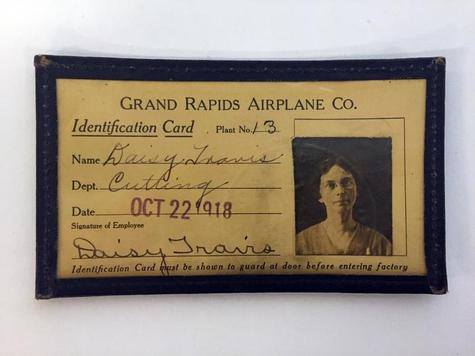 GRAND RAPIDS AIRPLANE CO.
Identification Card Plant No. 13
Name Daisy Travis
Dept. Cutting
Date OCT 22 1918
Signature of Employee
Daisy Travis
Identification Card must be shown to guard at door before entering factory